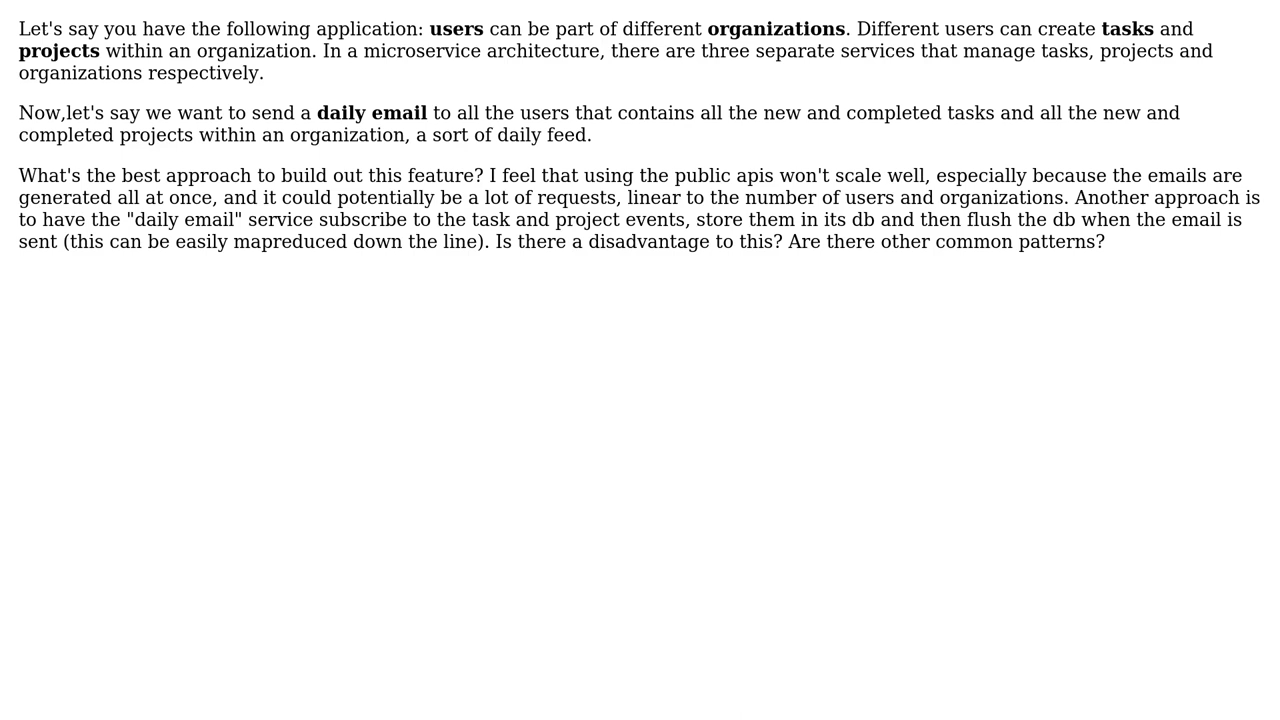 Let's say you have the following application: users can be part of different organizations. Different users can create tasks and
projects within an organization. In a microservice architecture, there are three separate services that manage tasks, projects and
organizations respectively.
Now,let's say we want to send a daily email to all the users that contains all the new and completed tasks and all the new and
completed projects within an organization, a sort of daily feed.
What's the best approach to build out this feature? I feel that using the public apis won't scale well, especially because the emails are
generated all at once, and it could potentially be a lot of requests, linear to the number of users and organizations. Another approach is
to have the "daily email" service subscribe to the task and project events, store them in its db and then flush the db when the email is
sent (this can be easily mapreduced down the line). Is there a disadvantage to this? Are there other common patterns?